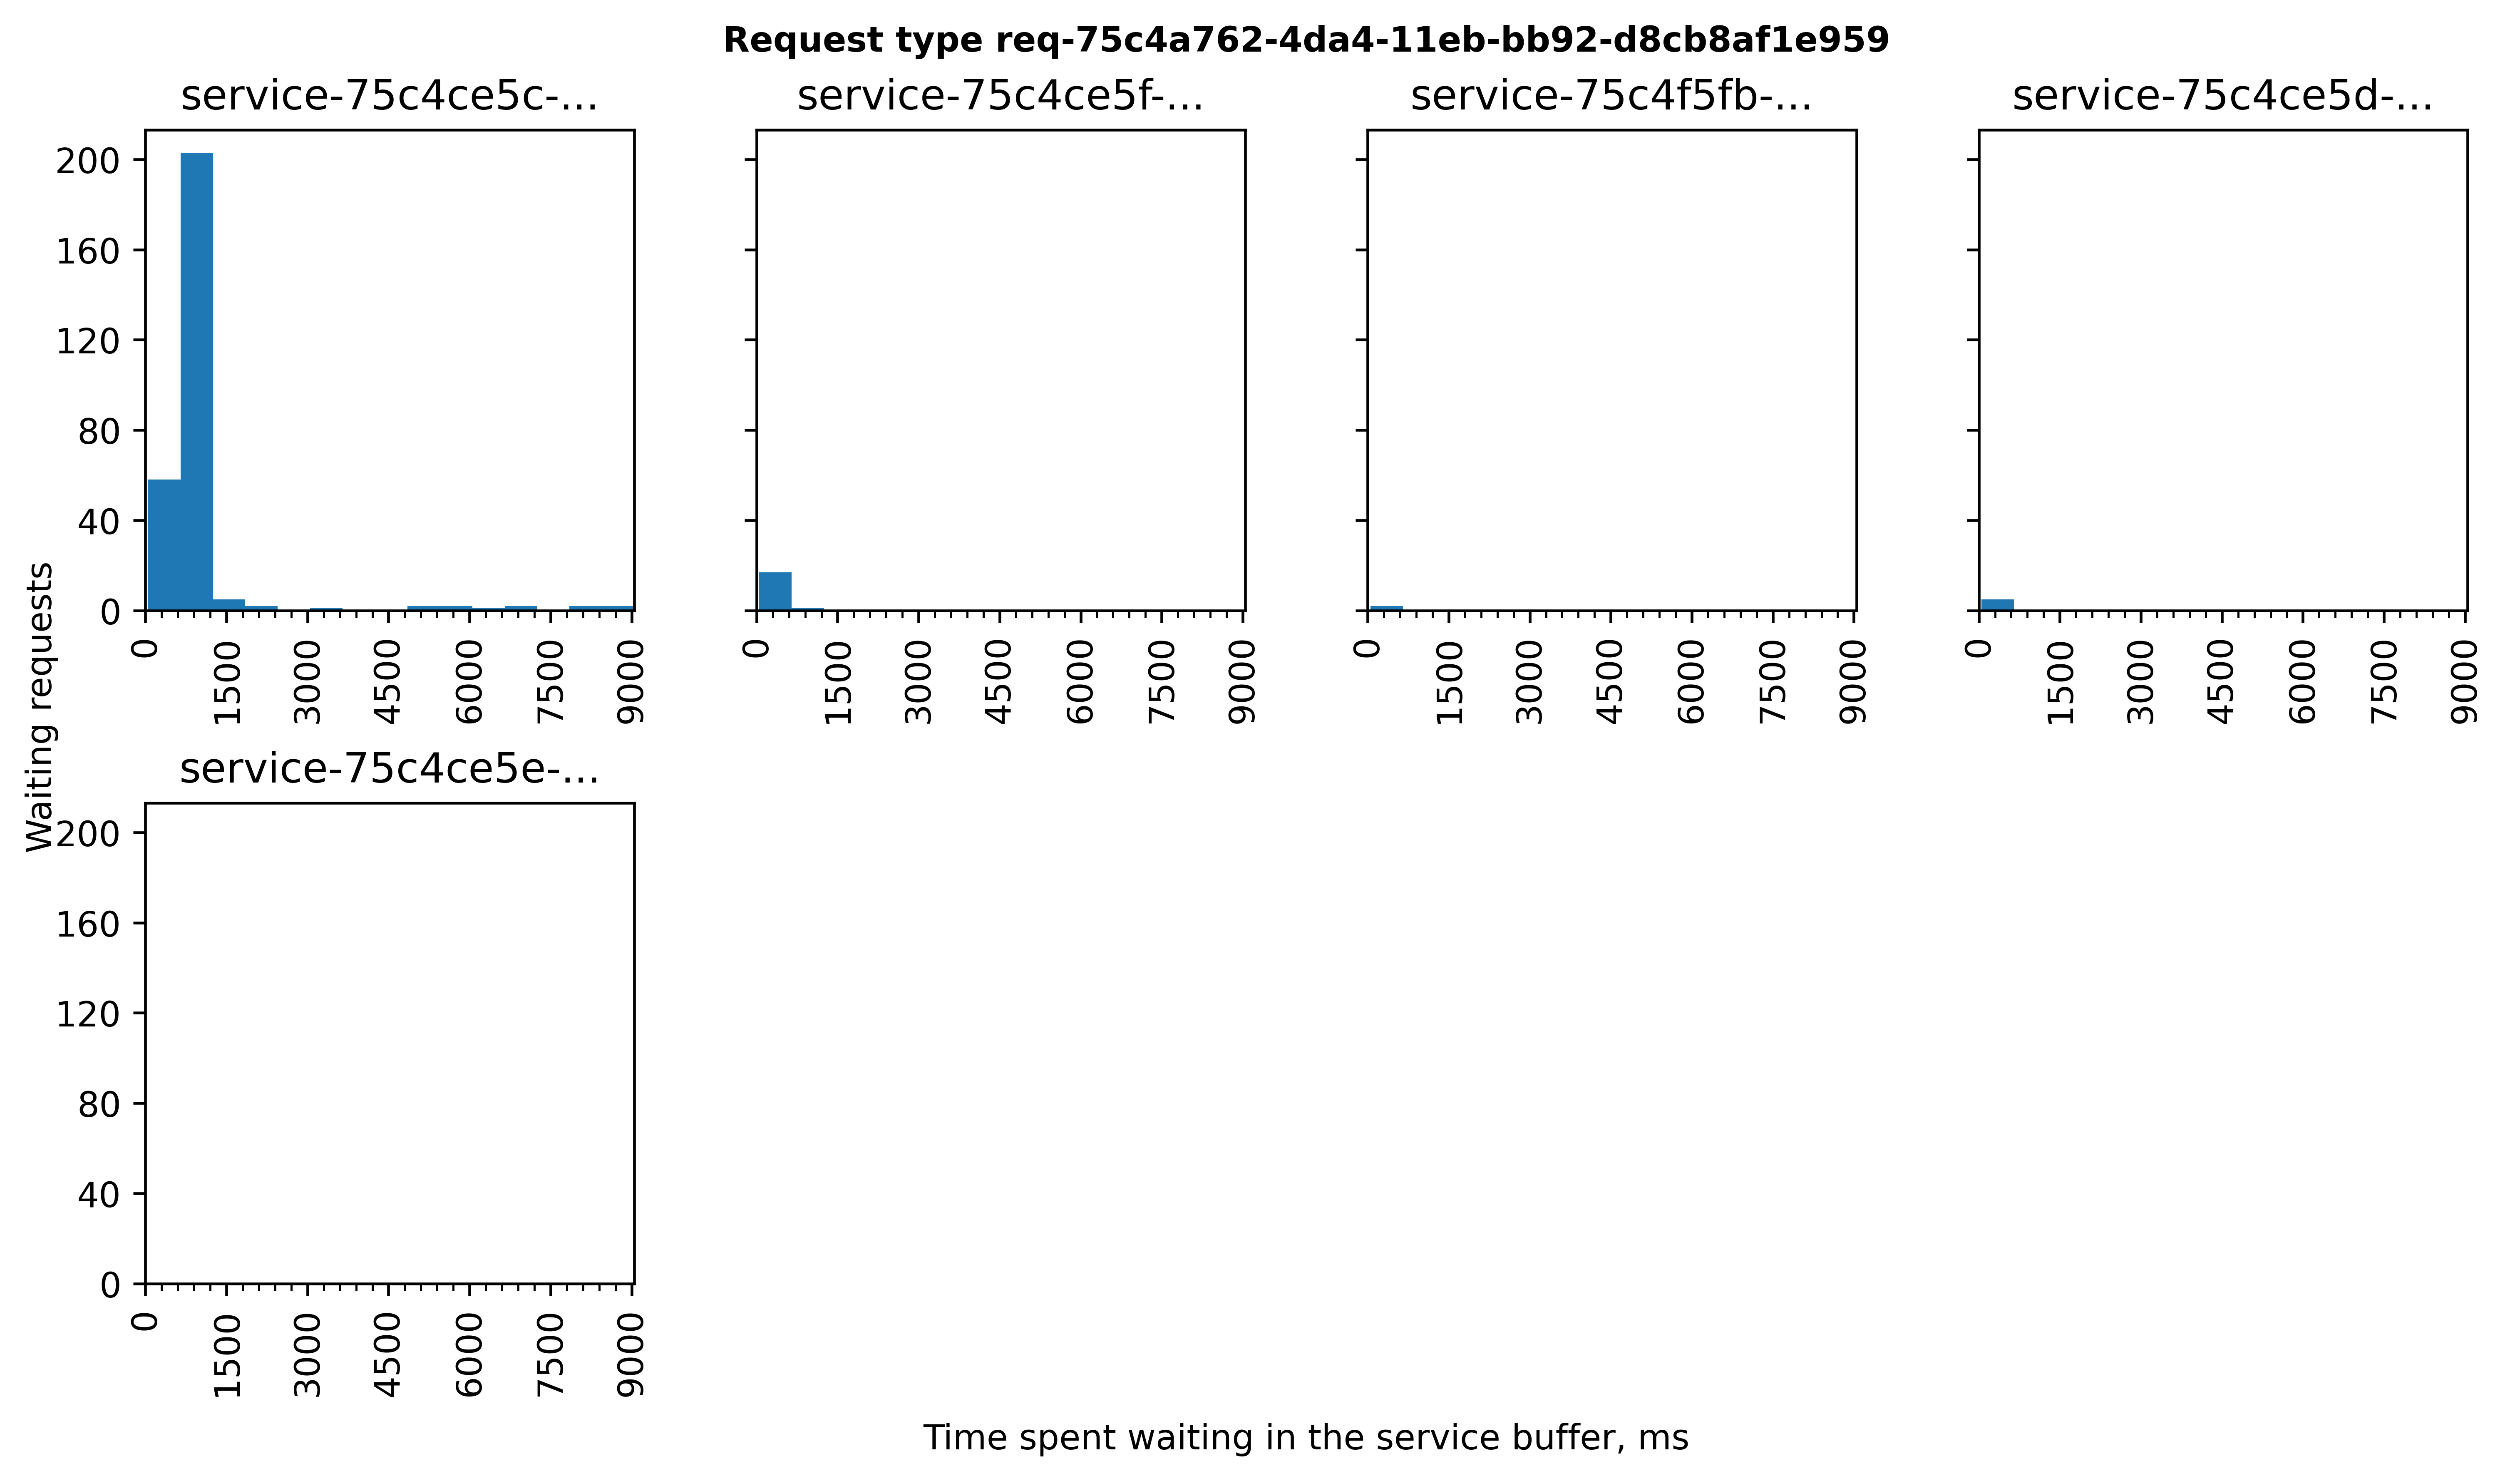 Request type req-75c4a762-4da4-11eb-bb92-d8cb8af1e959
service-75c4ce5c-...
service-75c4ce5f-...
service-75c4f5fb-...
service-75c4ce5d-...
200
160
120
80
40
0
0 1500 3000 4500 6000 7500 9000
0 1500 3000 4500 6000 7500 9000
0 1500 3000 4500 6000 7500 9000
0 1500 3000 4500 6000 7500 9000
Waiting requests
service-75c4ce5e-...
200
160
120
80
40
0
0 1500 3000 4500 6000 7500 9000
Time spent waiting in the service buffer, ms